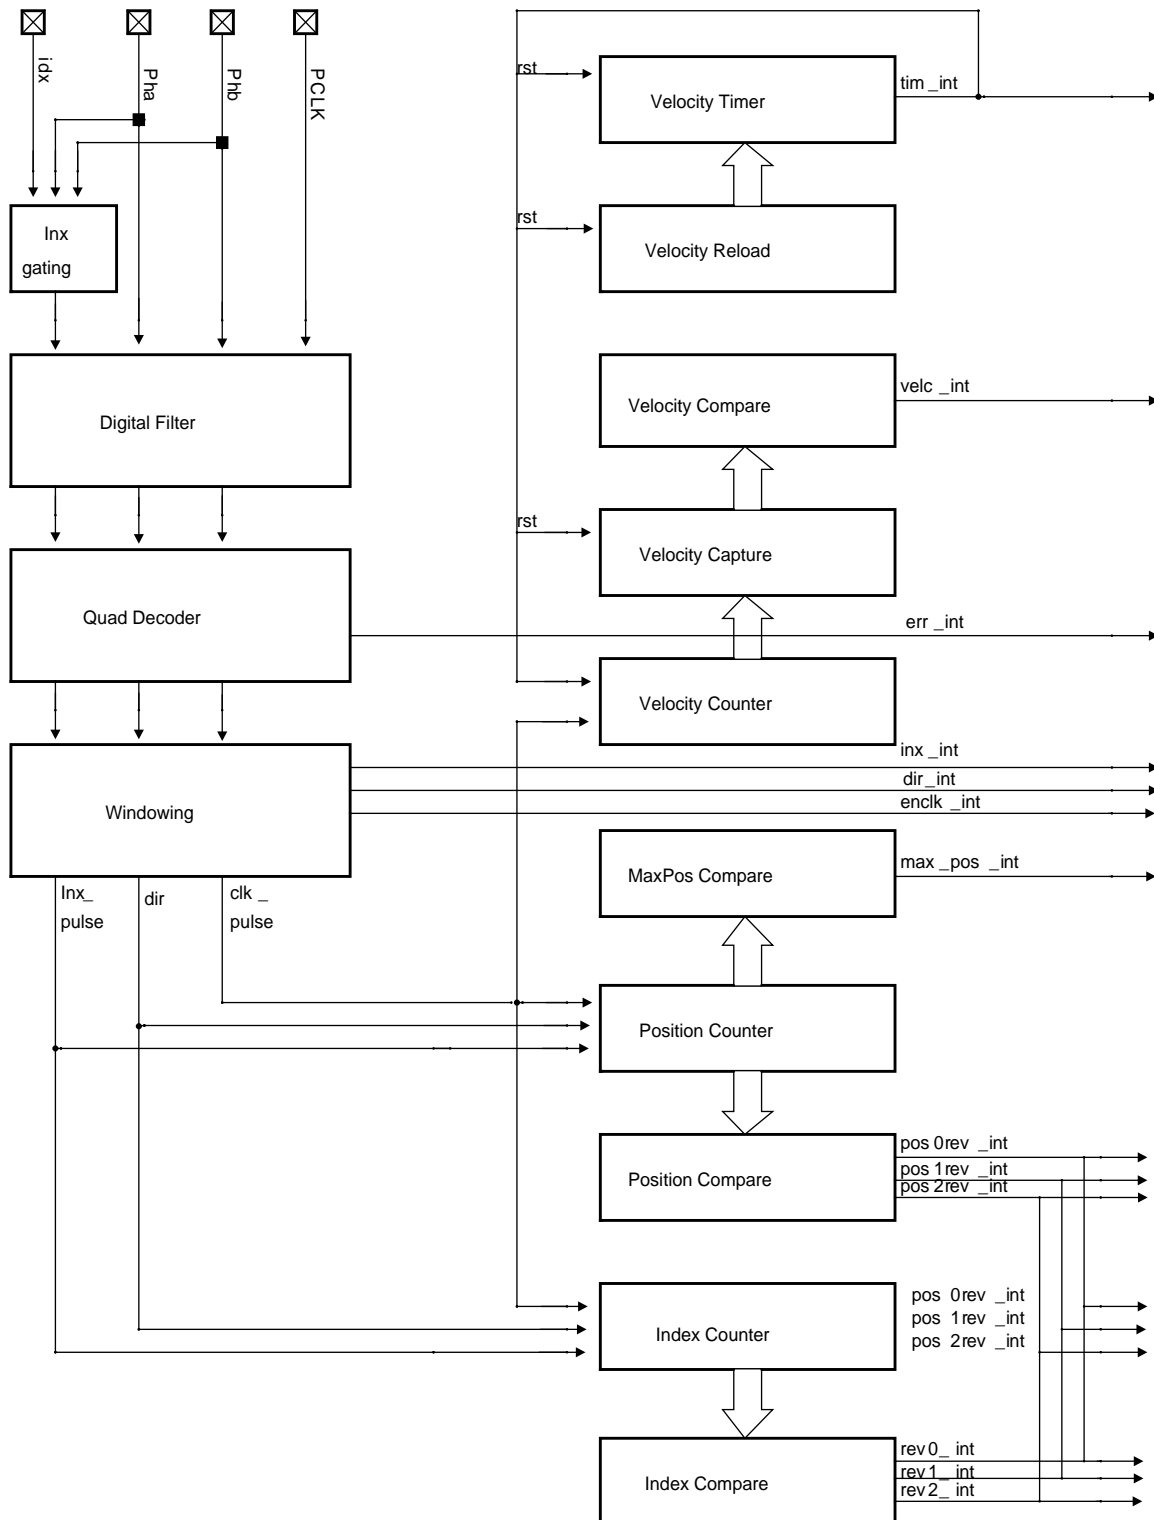 idx
Pha
Phb
PCLK
rst
Velocity Timer
tim _int
Inx
gating
rst
Velocity Reload
Digital Filter
Velocity Compare
velc _int
rst
Velocity Capture
Quad Decoder
err _int
Velocity Counter
Windowing
inx _int
dir_int
enclk _int
MaxPos Compare
max _pos _int
Inx_
pulse
dir
clk _
pulse
Position Counter
Position Compare
pos 0rev _int
pos 1rev _int
pos 2rev _int
Index Counter
pos 0rev _int
pos 1rev _int
pos 2rev _int
Index Compare
rev0_ int
rev1_ int
rev2_ int